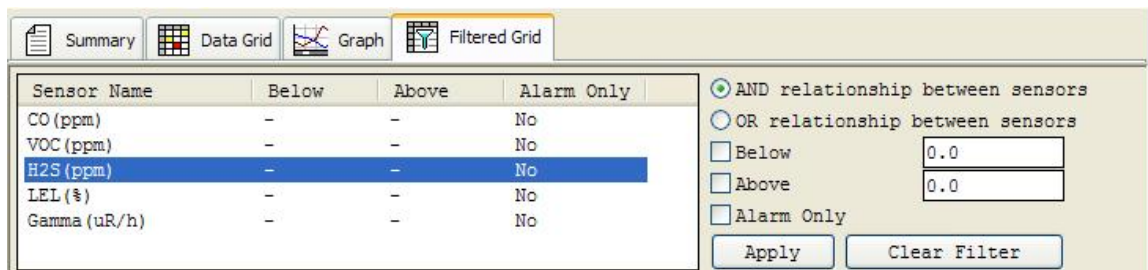 Summary Data Grid Graph Filtered Grid
Sensor Name Below Above Alarm Only
CO(ppm) - - No
VOC(ppm) - - No
H2S(ppm) - - No
LEL(%) - - No
Gamma(uR/h) - - No
AND relationship between sensors
OR relationship between sensors
Below 0.0
Above 0.0
Alarm Only
Apply Clear Filter